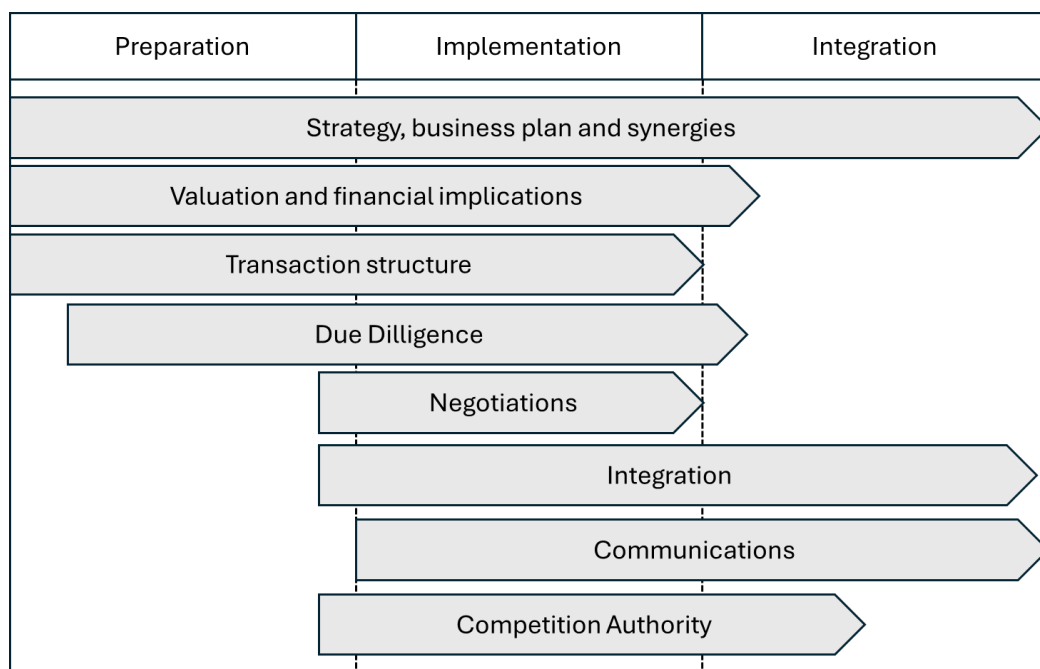 Preparation
Implementation
Integration
Strategy, business plan and synergies
Valuation and financial implications
Transaction structure
Due Dilligence
Negotiations
Integration
Communications
Competition Authority